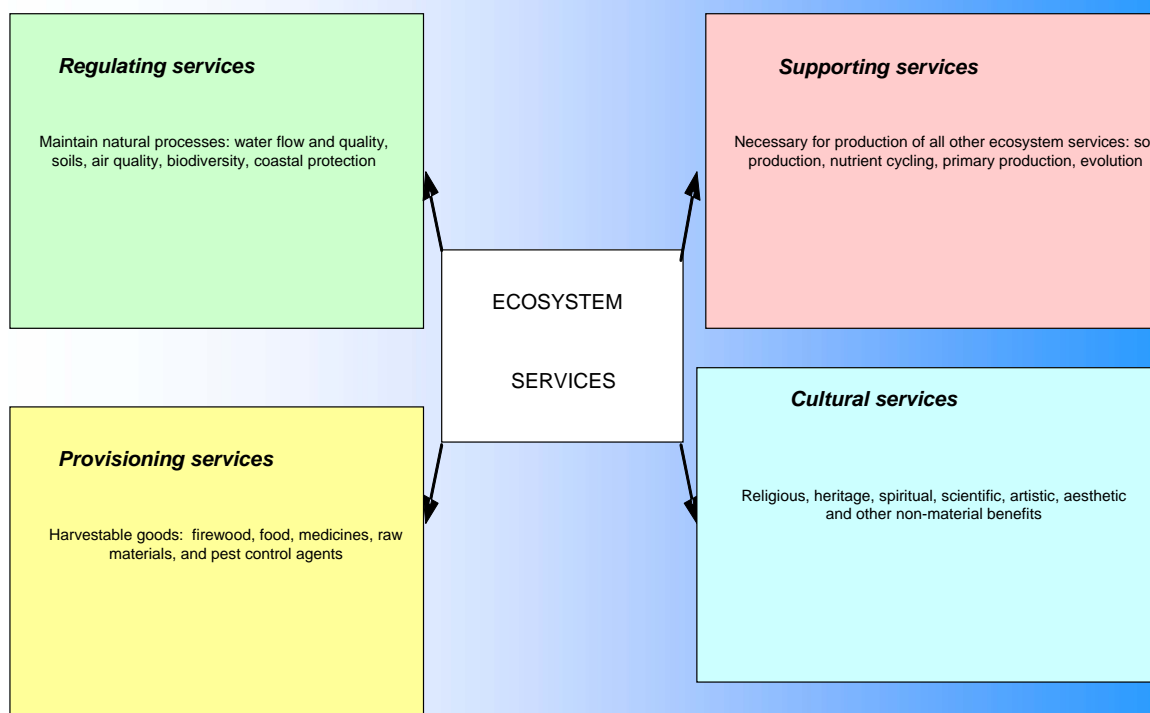 Regulating services
Maintain natural processes: water flow and quality,
soils, air quality, biodiversity, coastal protection
Supporting services
Necessary for production of all other ecosystem services:
production, nutrient cycling, primary production, evolution
ECOSYSTEM
SERVICES
Provisioning services
Harvestable goods:  firewood, food, medicines, raw
materials, and pest control agents
Cultural services
Religious, heritage, spiritual, scientific, artistic, aesthetic
and other non-material benefits